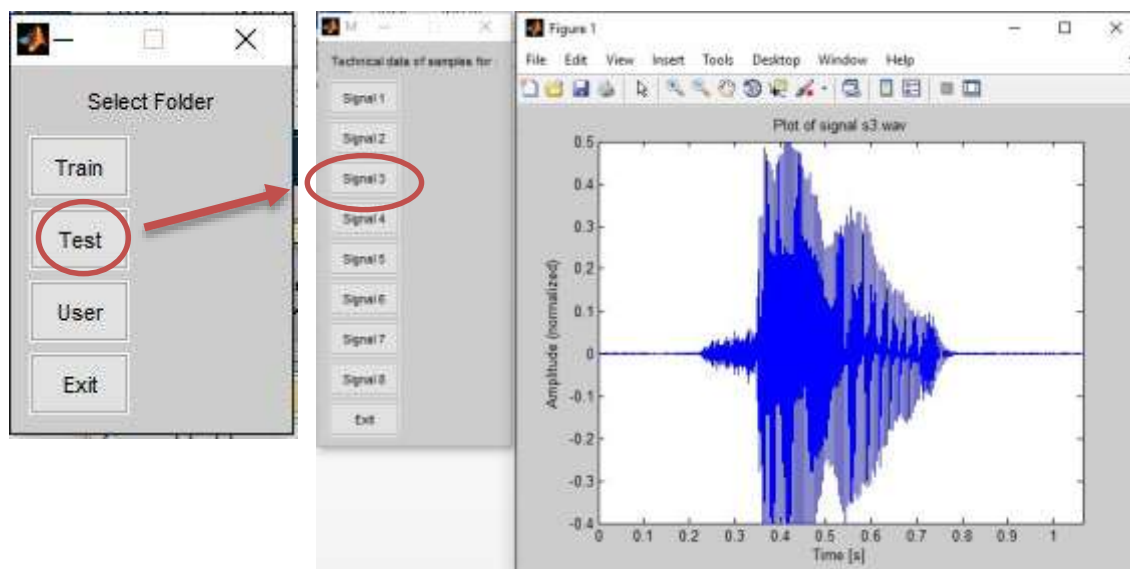 Select Folder
Train
Test
User
Exit
M
Technical data of samples for
Signal 1
Signal 2
Signal 3
Signal 4
Signal 5
Signal 6
Signal 7
Signal 8
Exit
Figure 1
File Edit View Insert Tools Desktop Window Help
Plot of signal s3.wav
0.5
0.4
0.3
0.2
0.1
0
-0.1
-0.2
-0.3
-0.4
Amplitude (normalized)
0 0.1 0.2 0.3 0.4 0.5 0.6 0.7 0.8 0.9 1
Time [s]